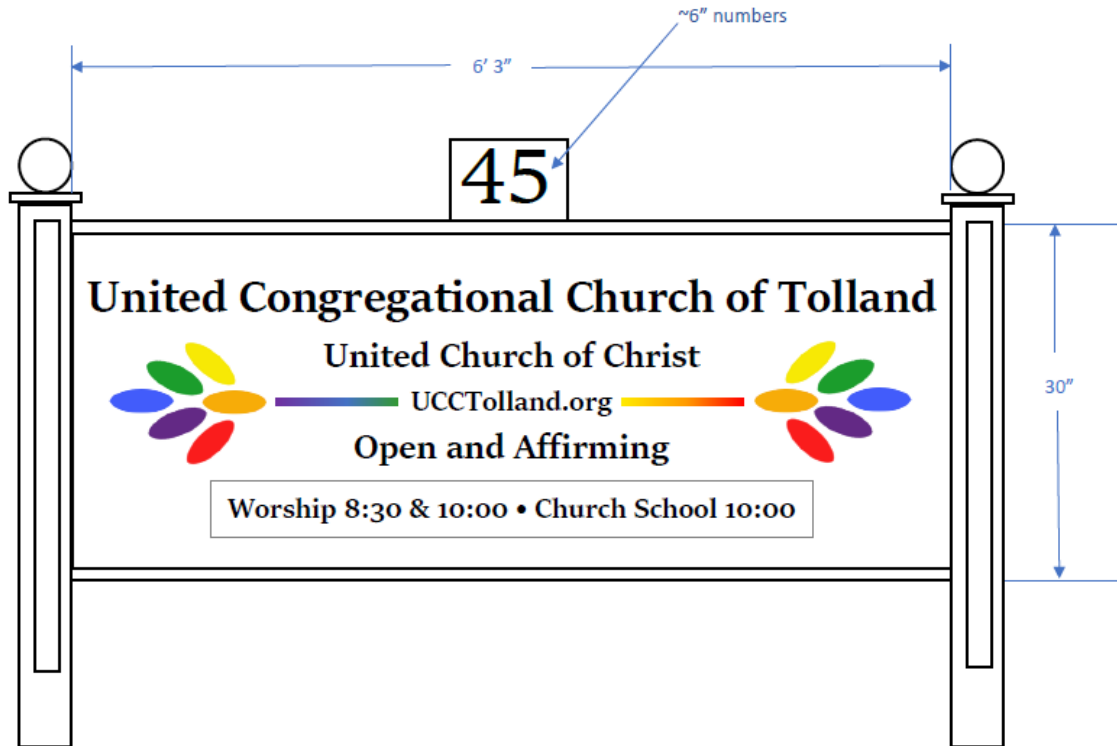 ~6” numbers
6’ 3”
45
United Congregational Church of Tolland
United Church of Christ
UCCTolland.org
30”
Open and Affirming
Worship 8:30 & 10:00 • Church School 10:00